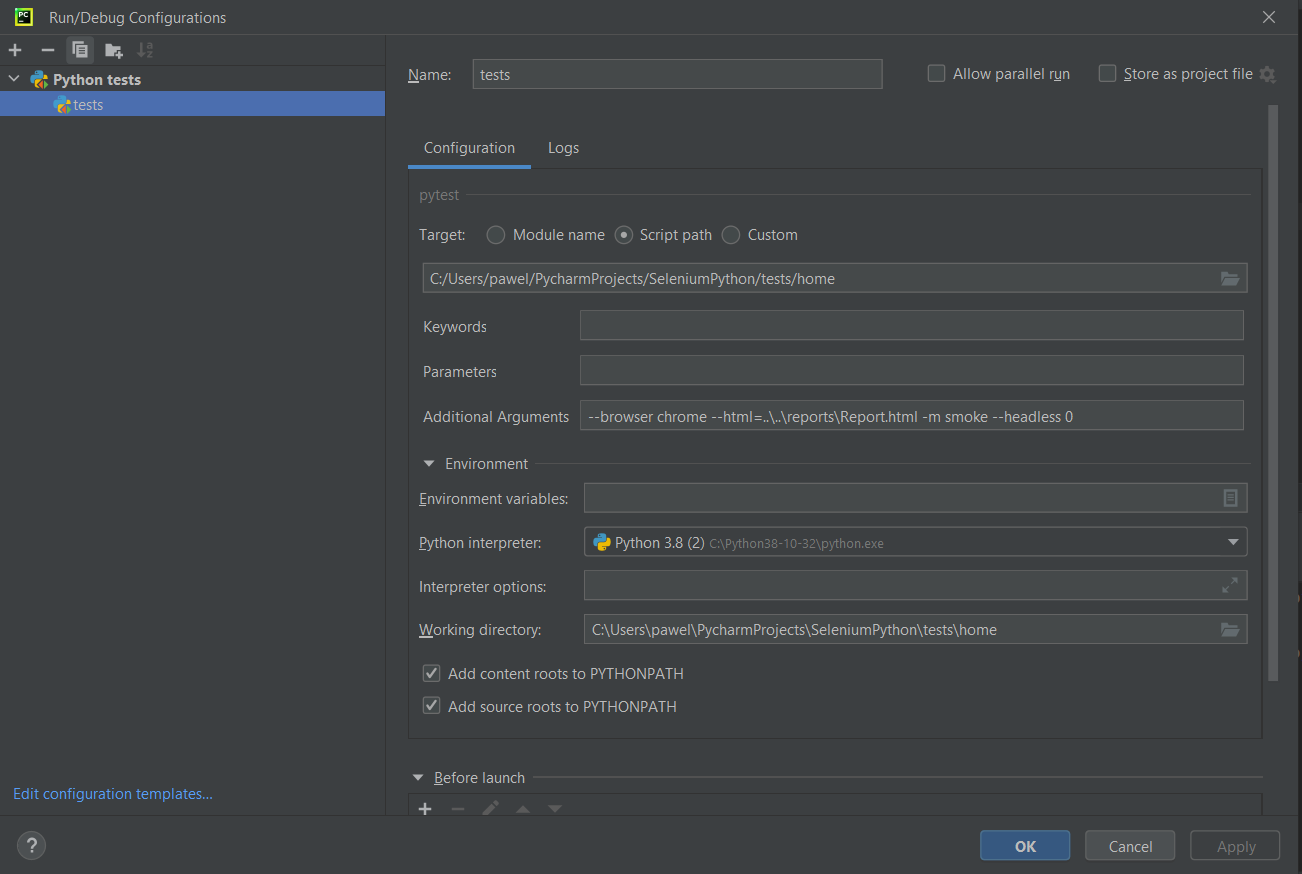 PC
Run/Debug Configurations
Python tests
tests
Edit configuration templates...
Name: tests
Allow parallel run
Store as project file
Configuration Logs
pytest
Target: Module name Script path Custom
C:/Users/pawel/PycharmProjects/SeleniumPython/tests/home
Keywords
Parameters
Additional Arguments --browser chrome --html=..\..\reports\Report.html -m smoke --headless 0
Environment
Environment variables:
Python interpreter: Python 3.8 (2) C:\Python38-10-32\python.exe
Interpreter options:
Working directory: C:\Users\pawel\PycharmProjects\SeleniumPython\tests\home
Add content roots to PYTHONPATH
Add source roots to PYTHONPATH
Before launch
? OK Cancel Apply